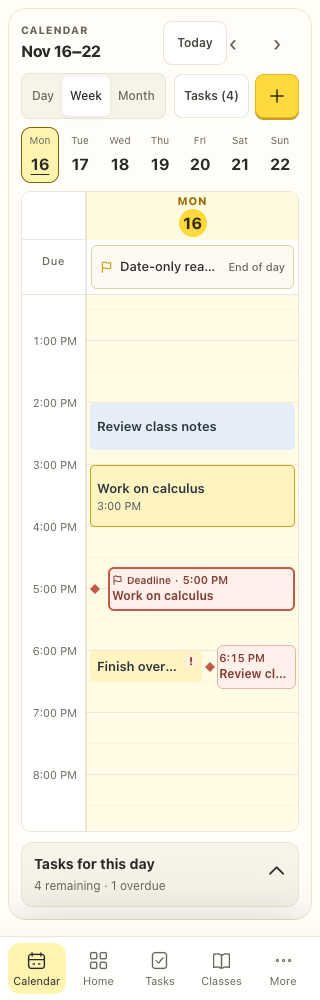 CALENDAR
Nov 16–22
Today
Day Week Month
Tasks (4)
Mon Tue Wed Thu Fri Sat Sun
16 17 18 19 20 21 22
MON
16
Due
Date-only rea... End of day
1:00 PM
2:00 PM
Review class notes
3:00 PM
Work on calculus
3:00 PM
4:00 PM
Deadline · 5:00 PM
5:00 PM
Work on calculus
6:00 PM
6:15 PM
Finish over... !
Review cl...
7:00 PM
8:00 PM
Tasks for this day
4 remaining · 1 overdue
Calendar Home Tasks Classes More